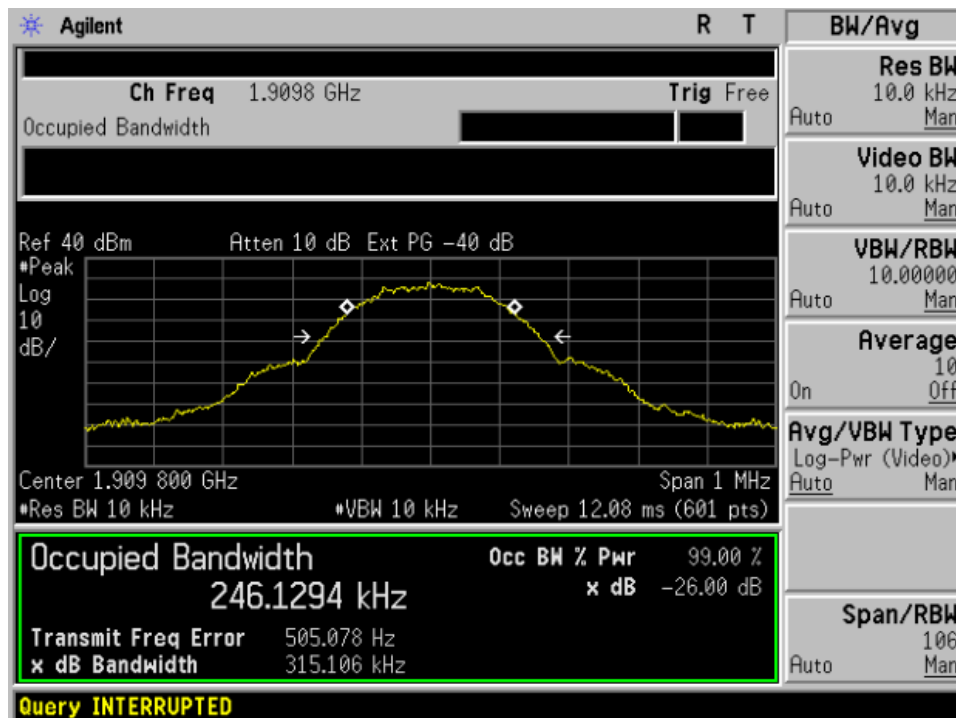 Agilent R T
Ch Freq 1.9098 GHz Trig Free
Occupied Bandwidth
Ref 40 dBm Atten 10 dB Ext PG -40 dB
#Peak
Log
10
dB/
Center 1.909 800 GHz Span 1 MHz
#Res BW 10 kHz #VBW 10 kHz Sweep 12.08 ms (601 pts)
Occupied Bandwidth
246.1294 kHz
Occ BW % Pwr 99.00 %
x dB -26.00 dB
Transmit Freq Error 505.078 Hz
x dB Bandwidth 315.106 kHz
Query INTERRUPTED
BW/Avg
Res BW
10.0 kHz
Auto Man
Video BW
10.0 kHz
Auto Man
VBW/RBW
10.00000
Auto Man
Average
10
On Off
Avg/VBW Type
Log-Pwr (Video)
Auto Man
Span/RBW
106
Auto Man